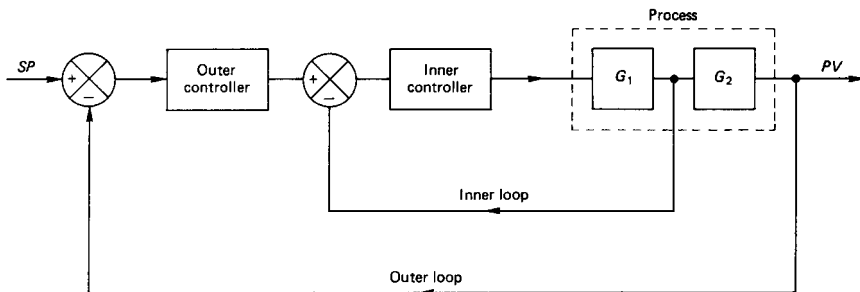 Process
SP
+
−
Outer
controller
+
−
Inner
controller
G1
G2
PV
Inner loop
Outer loop